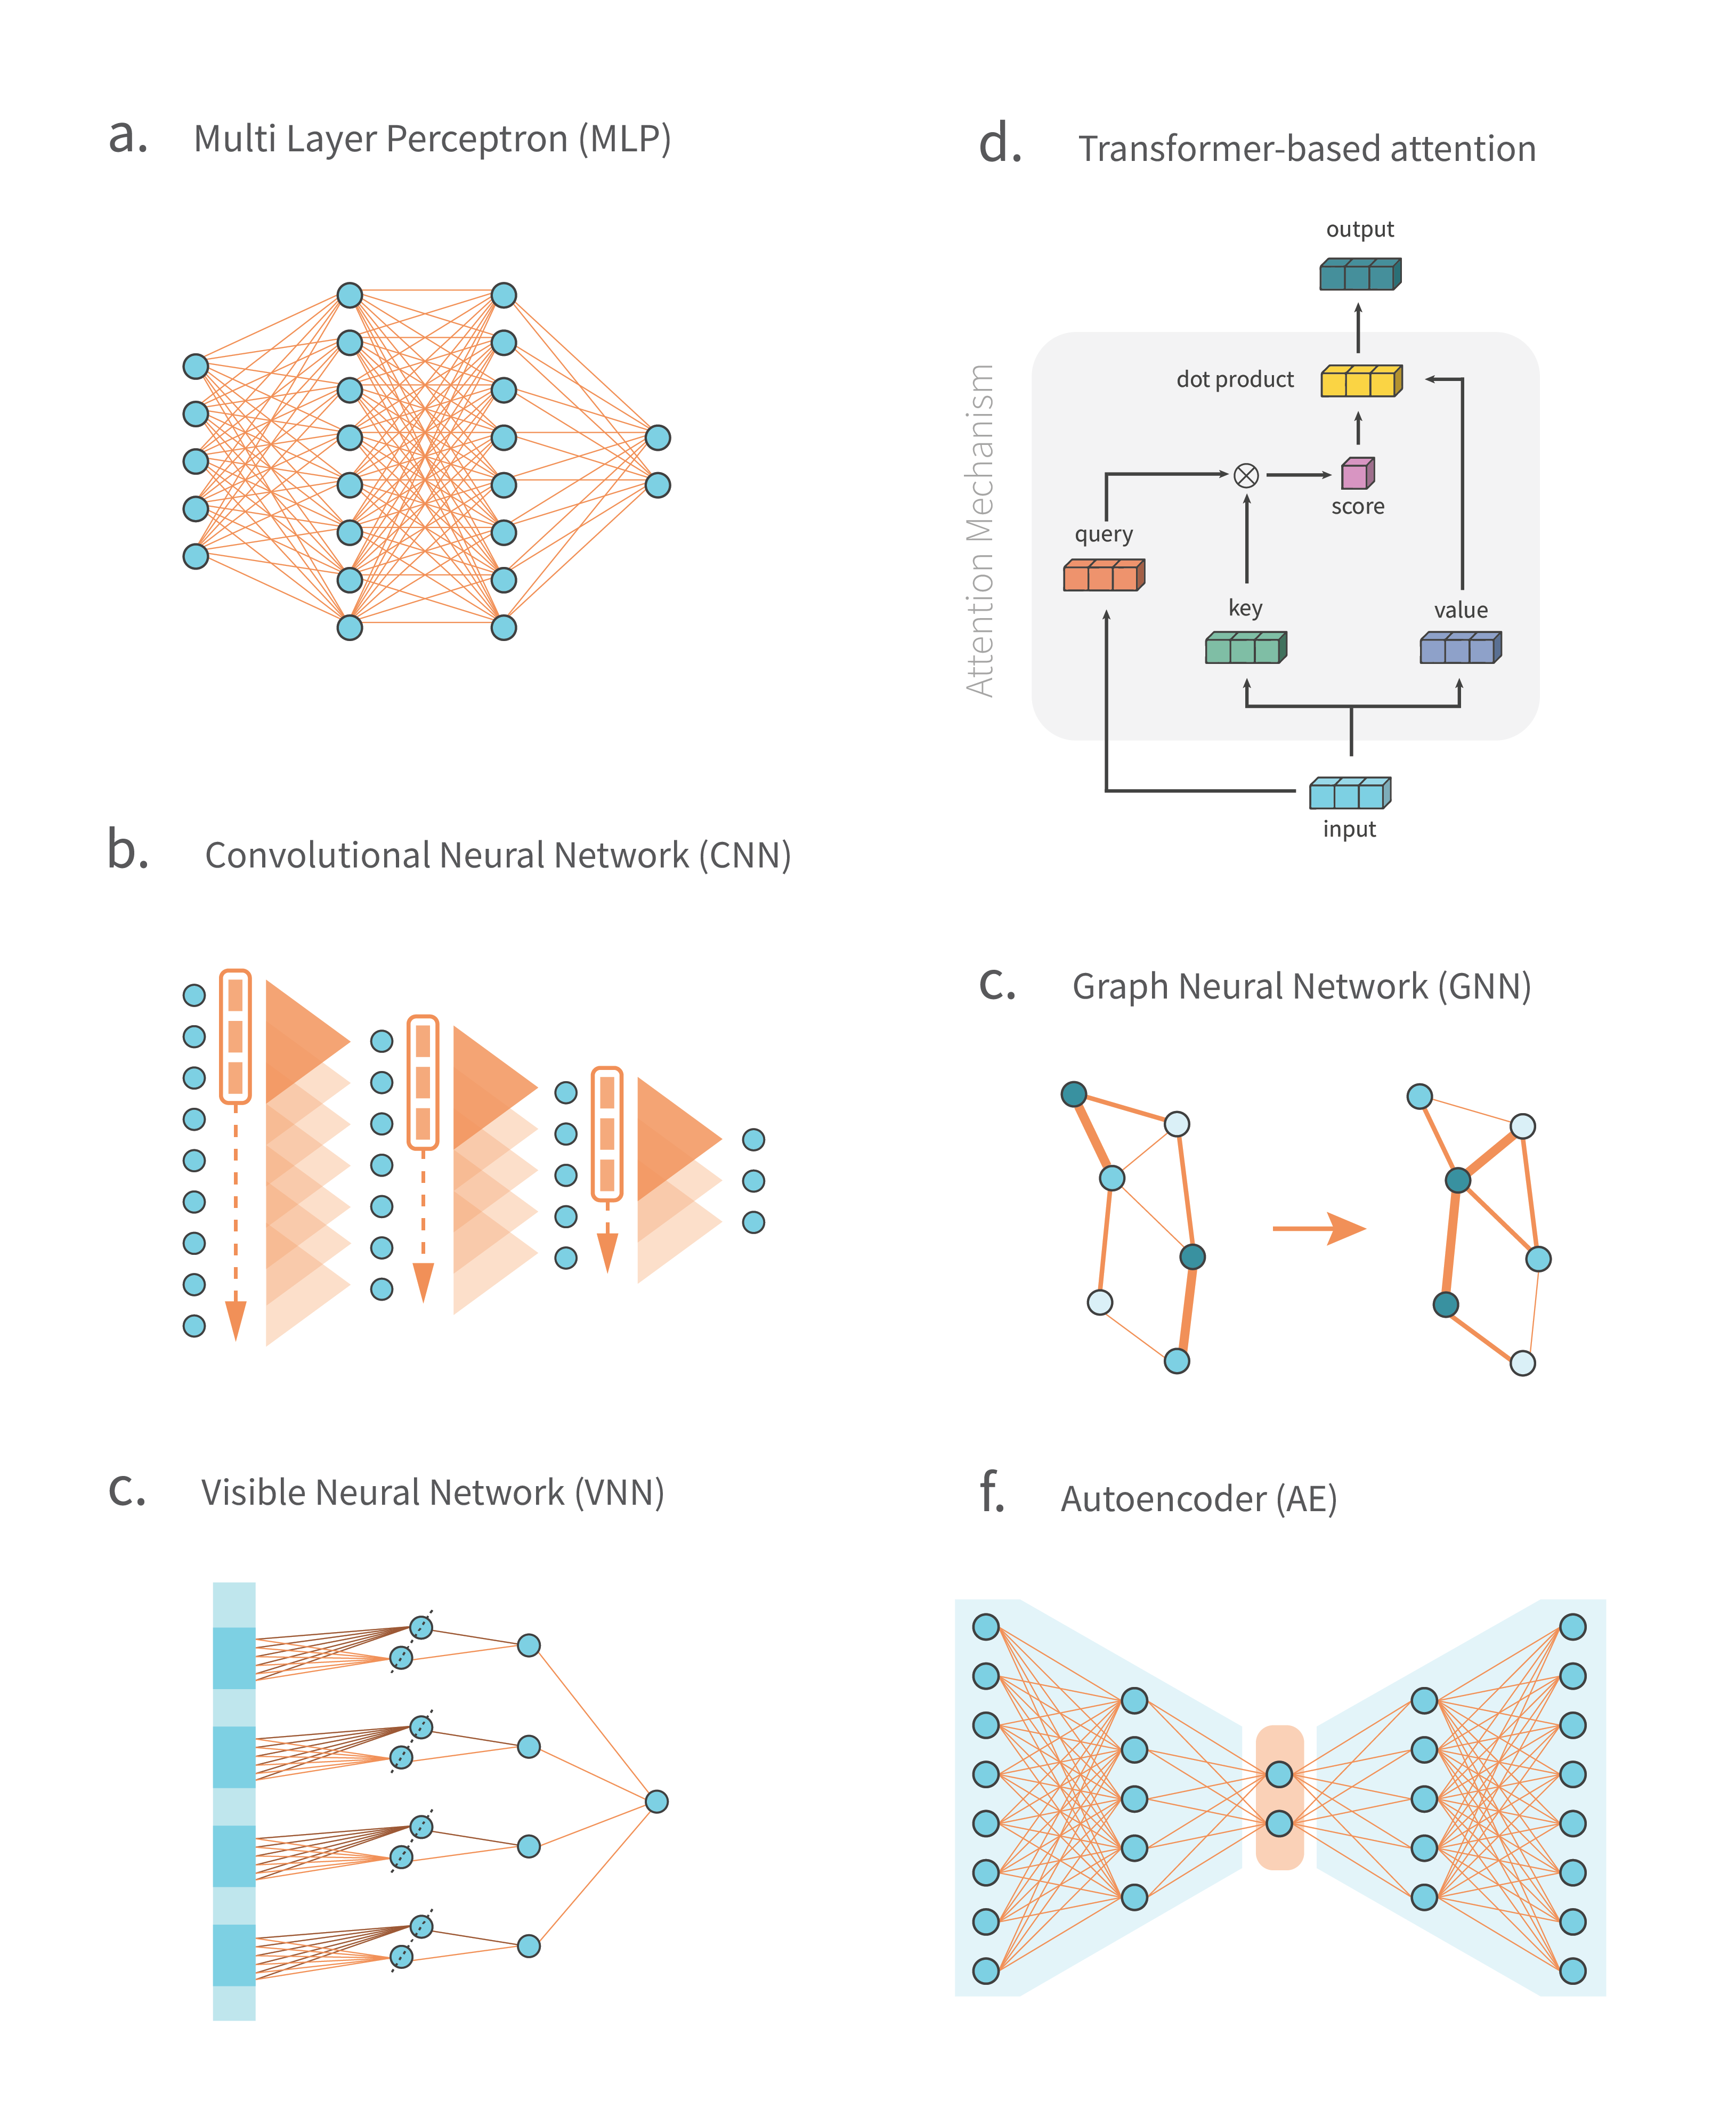 a. Multi Layer Perceptron (MLP)
b. Convolutional Neural Network (CNN)
c. Visible Neural Network (VNN)
d. Transformer-based attention
output
dot product
score
query
key
value
Attention Mechanism
input
c. Graph Neural Network (GNN)
f. Autoencoder (AE)